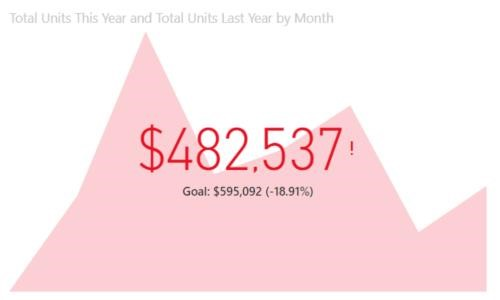 Total Units This Year and Total Units Last Year by Month
$482,537!
Goal: $595,092 (-18.91%)